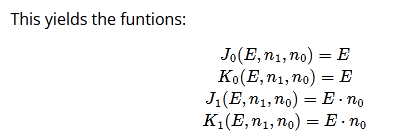 This yields the funtions:
J₀(E, n₁, n₀) = E
K₀(E, n₁, n₀) = E
J₁(E, n₁, n₀) = E · n₀
K₁(E, n₁, n₀) = E · n₀